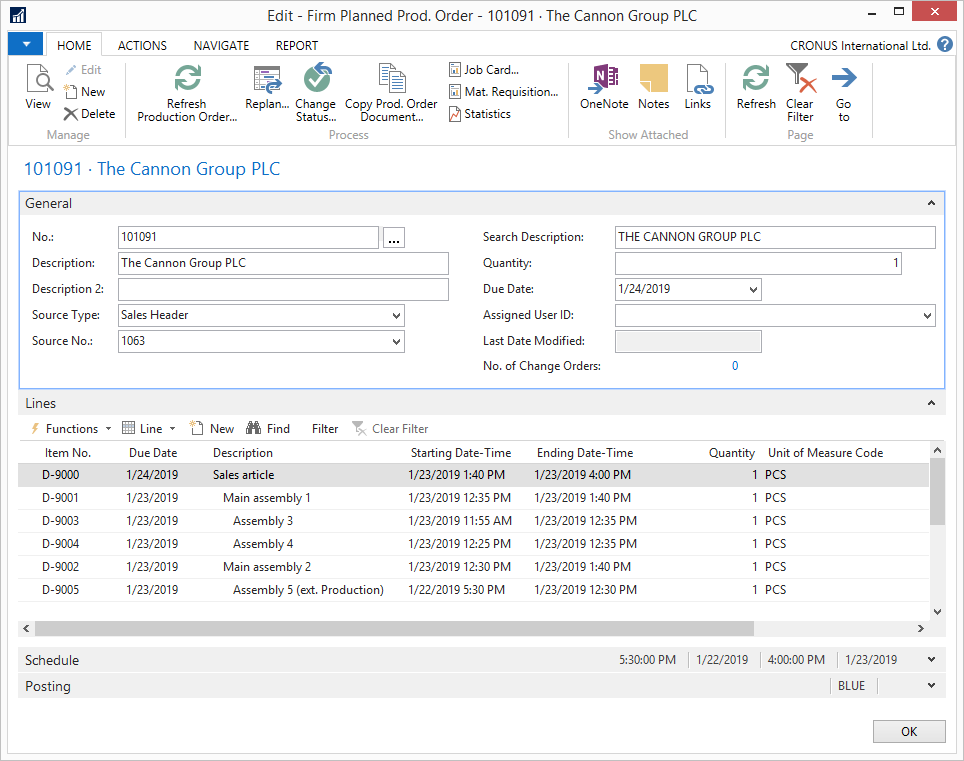 Edit - Firm Planned Prod. Order - 101091 · The Cannon Group PLC
HOME ACTIONS NAVIGATE REPORT CRONUS International Ltd. ?
View Edit New Delete
Manage
Refresh Production Order... Replan... Change Status... Copy Prod. Order Document... Job Card... Mat. Requisition... Statistics
Process
OneNote Notes Links
Show Attached
Refresh Clear Filter Go to
Page
101091 · The Cannon Group PLC
General
No.: 101091 ...
Description: The Cannon Group PLC
Description 2:
Source Type: Sales Header
Source No.: 1063
Search Description: THE CANNON GROUP PLC
Quantity: 1
Due Date: 1/24/2019
Assigned User ID:
Last Date Modified:
No. of Change Orders: 0
Lines
Functions Line New Find Filter Clear Filter
Item No. Due Date Description Starting Date-Time Ending Date-Time Quantity Unit of Measure Code
D-9000 1/24/2019 Sales article 1/23/2019 1:40 PM 1/23/2019 4:00 PM 1 PCS
D-9001 1/23/2019 Main assembly 1 1/23/2019 12:35 PM 1/23/2019 1:40 PM 1 PCS
D-9003 1/23/2019 Assembly 3 1/23/2019 11:55 AM 1/23/2019 12:35 PM 1 PCS
D-9004 1/23/2019 Assembly 4 1/23/2019 12:25 PM 1/23/2019 12:35 PM 1 PCS
D-9002 1/23/2019 Main assembly 2 1/23/2019 12:30 PM 1/23/2019 1:40 PM 1 PCS
D-9005 1/23/2019 Assembly 5 (ext. Production) 1/22/2019 5:30 PM 1/23/2019 12:30 PM 1 PCS
Schedule 5:30:00 PM 1/22/2019 4:00:00 PM 1/23/2019
Posting BLUE
OK